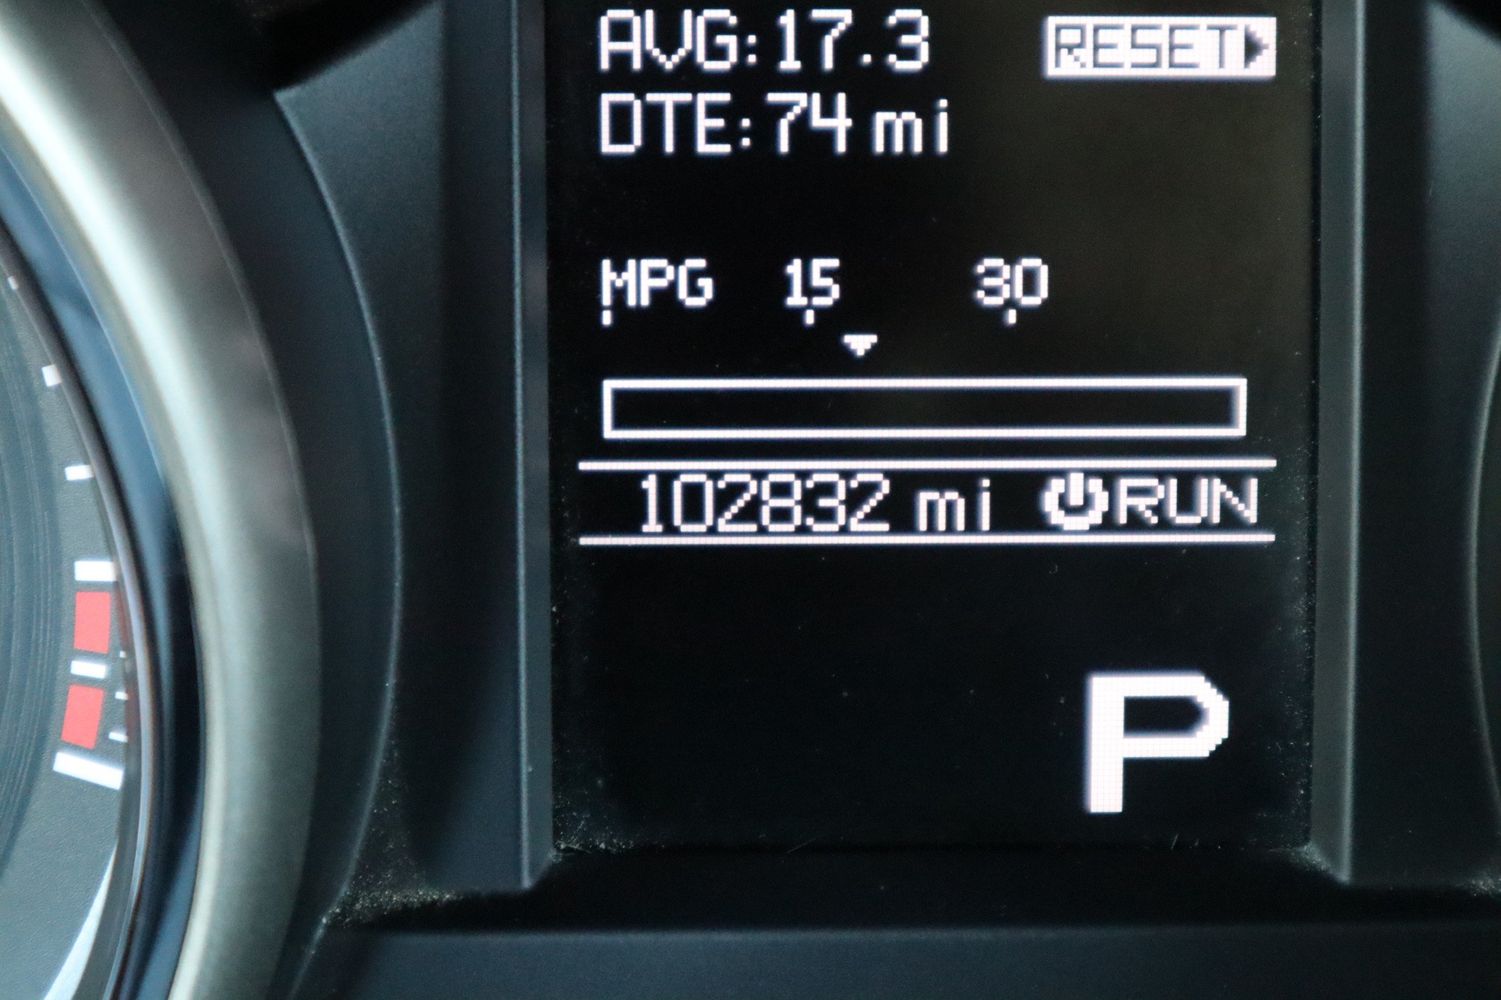 AVG:17.3 RESET
DTE:74 mi
MPG 15 30
102832 mi RUN
P